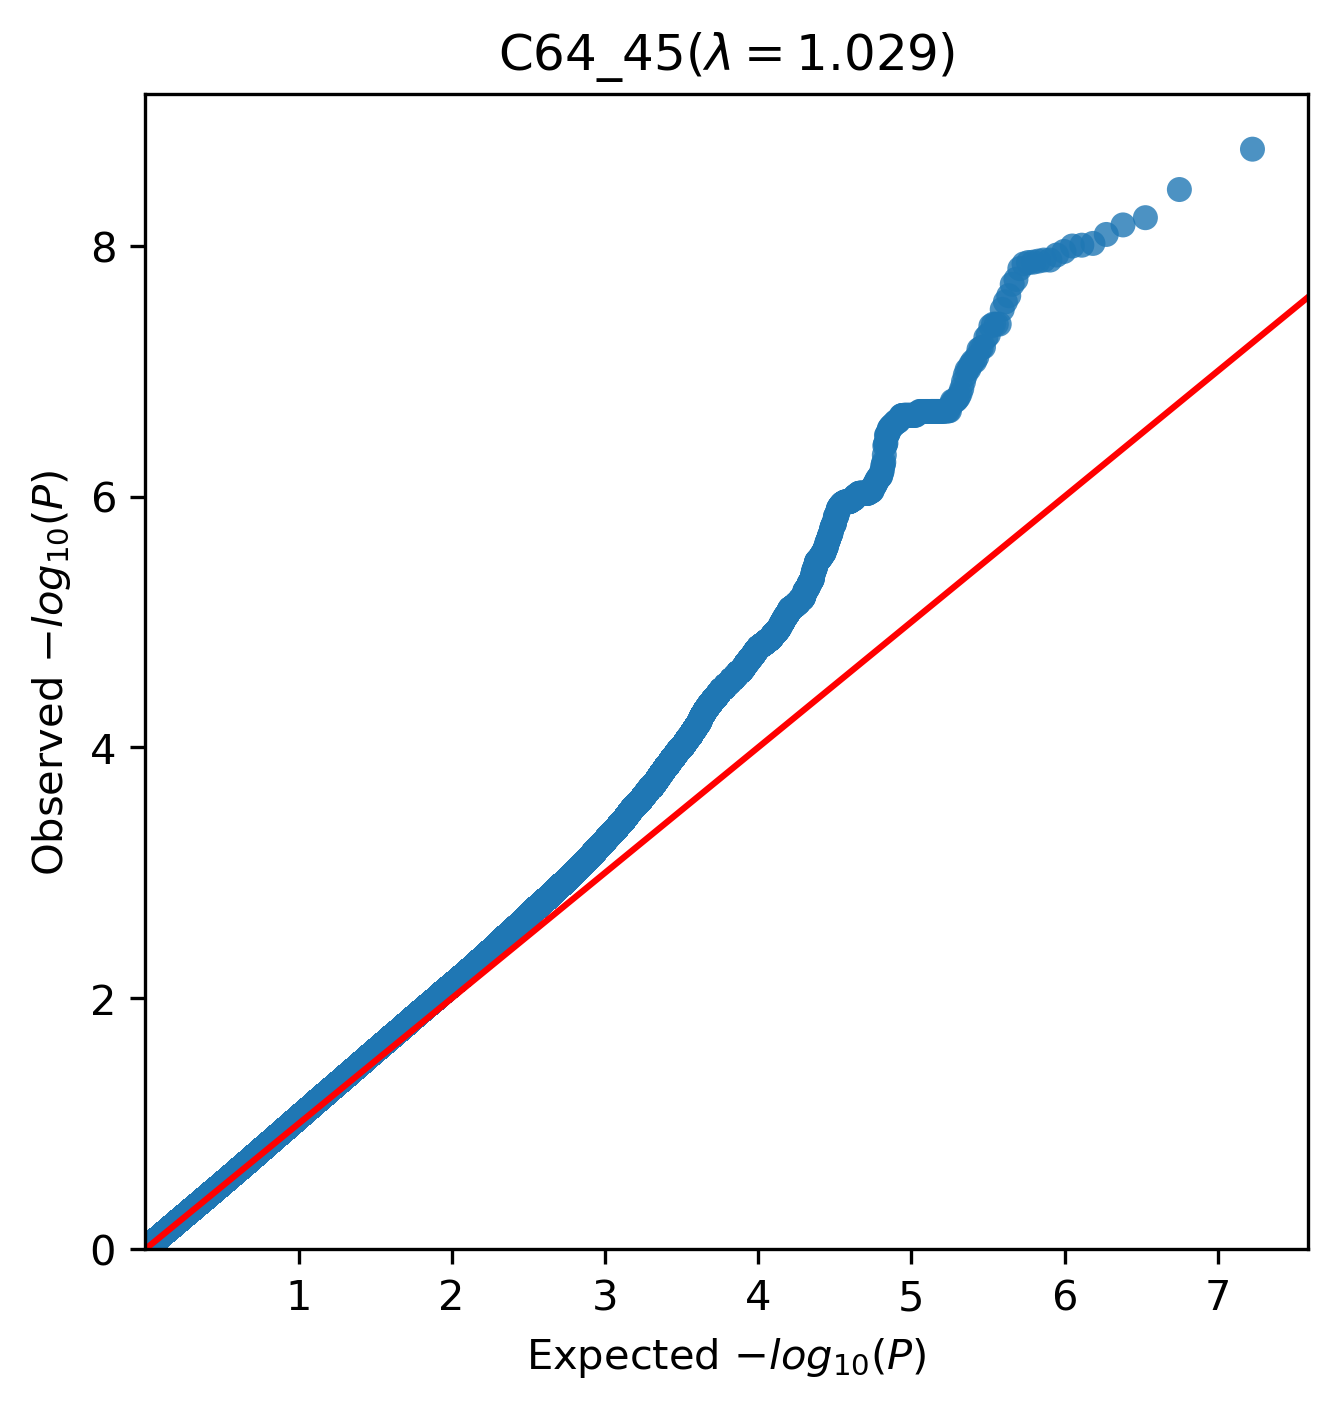 C64_45(λ = 1.029)
Observed −log₁₀(P)
8
6
4
2
0
1 2 3 4 5 6 7
Expected −log₁₀(P)